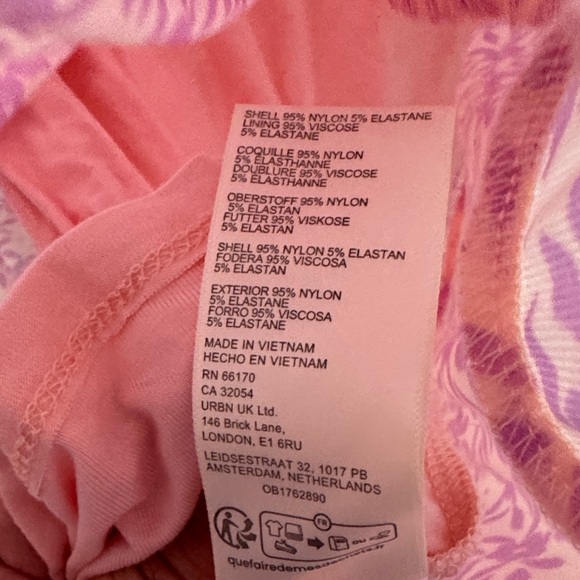 SHELL 95% NYLON 5% ELASTANE
LINING 95% VISCOSE
5% ELASTANE
COQUILLE 95% NYLON
5% ELASTHANNE
DOUBLURE 95% VISCOSE
5% ELASTHANNE
OBERSTOFF 95% NYLON
5% ELASTAN
FUTTER 95% VISKOSE
5% ELASTAN
SHELL 95% NYLON 5% ELASTAN
FODERA 95% VISCOSA
5% ELASTAN
EXTERIOR 95% NYLON
5% ELASTANE
FORRO 95% VISCOSA
5% ELASTANE
MADE IN VIETNAM
HECHO EN VIETNAM
RN 66170
CA 32054
URBN UK Ltd.
146 Brick Lane,
LONDON, E1 6RU
LEIDSESTRAAT 32, 1017 PB
AMSTERDAM, NETHERLANDS
OB1762890
FR
OU
quefairedemesdechets.fr